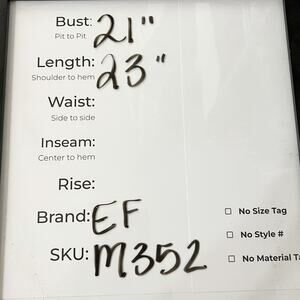 Bust: 21"
Pit to Pit
Length: 23"
Shoulder to hem
Waist:
Side to side
Inseam:
Center to hem
Rise:
Brand: EF
No Size Tag
No Style #
SKU: M352
No Material Ta